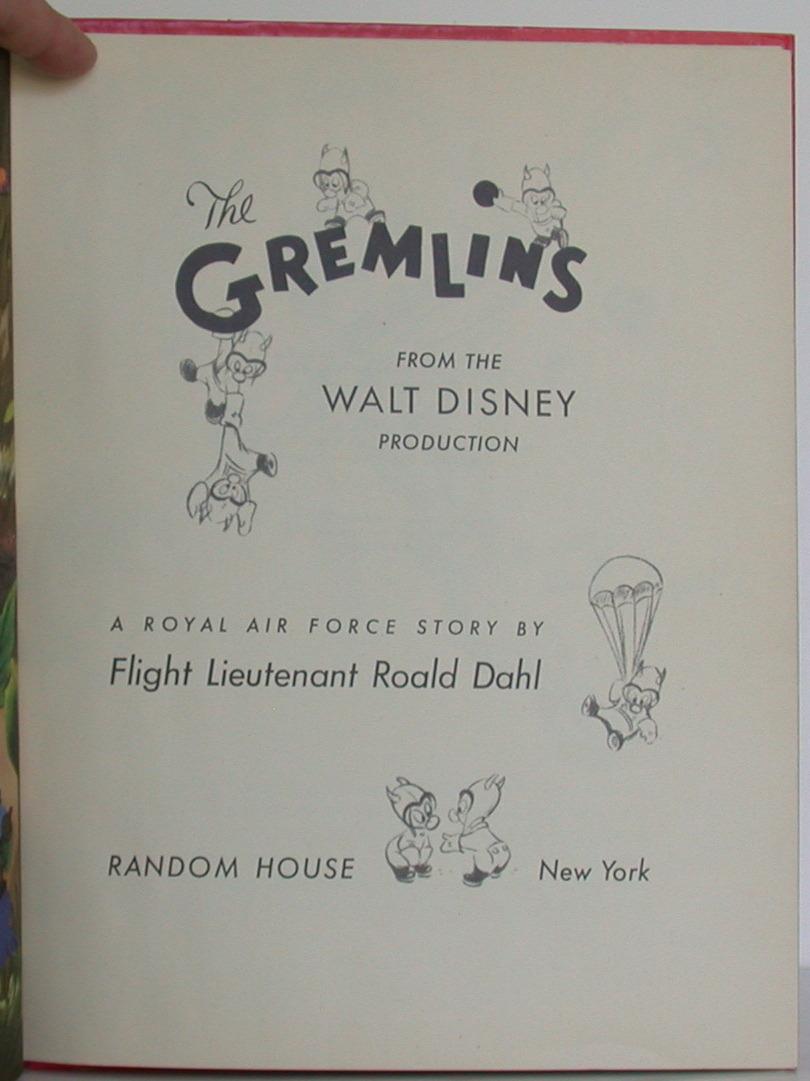 The
GREMLINS
FROM THE
WALT DISNEY
PRODUCTION
A ROYAL AIR FORCE STORY BY
Flight Lieutenant Roald Dahl
RANDOM HOUSE New York